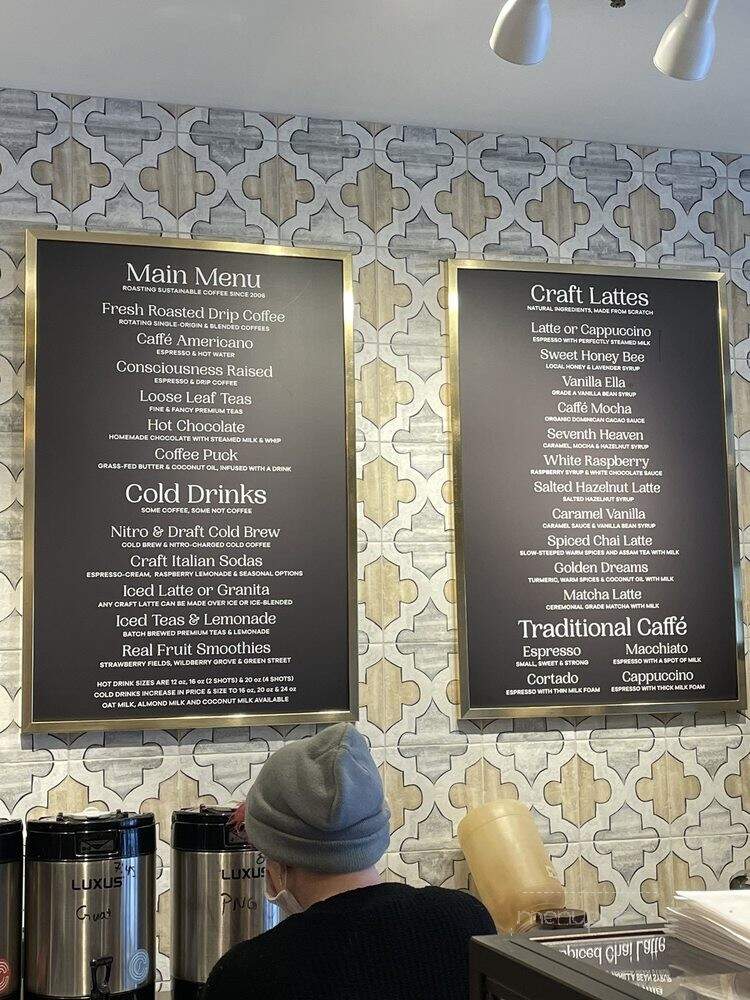 Main Menu
ROASTING SUSTAINABLE COFFEE SINCE 2006
Fresh Roasted Drip Coffee
ROTATING SINGLE-ORIGIN & BLENDED COFFEES
Caffé Americano
ESPRESSO & HOT WATER
Consciousness Raised
ESPRESSO & DRIP COFFEE
Loose Leaf Teas
FINE & FANCY PREMIUM TEAS
Hot Chocolate
HOMEMADE CHOCOLATE WITH STEAMED MILK & WHIP
Coffee Puck
GRASS-FED BUTTER & COCONUT OIL, INFUSED WITH A DRINK
Cold Drinks
SOME COFFEE, SOME NOT COFFEE
Nitro & Draft Cold Brew
COLD BREW & NITRO-CHARGED COLD COFFEE
Craft Italian Sodas
ESPRESSO-CREAM, RASPBERRY LEMONADE & SEASONAL OPTIONS
Iced Latte or Granita
ANY CRAFT LATTE CAN BE MADE OVER ICE OR ICE-BLENDED
Iced Teas & Lemonade
BATCH BREWED PREMIUM TEAS & LEMONADE
Real Fruit Smoothies
STRAWBERRY FIELDS, WILDBERRY GROVE & GREEN STREET
HOT DRINK SIZES ARE 12 oz, 16 oz (2 SHOTS) & 20 oz (4 SHOTS)
COLD DRINKS INCREASE IN PRICE & SIZE TO 16 oz, 20 oz & 24 oz
OAT MILK, ALMOND MILK AND COCONUT MILK AVAILABLE
Craft Lattes
NATURAL INGREDIENTS, MADE FROM SCRATCH
Latte or Cappuccino
ESPRESSO WITH PERFECTLY STEAMED MILK
Sweet Honey Bee
LOCAL HONEY & LAVENDER SYRUP
Vanilla Ella
GRADE A VANILLA BEAN SYRUP
Caffé Mocha
ORGANIC DOMINICAN CACAO SAUCE
Seventh Heaven
CARAMEL, MOCHA & HAZELNUT SYRUP
White Raspberry
RASPBERRY SYRUP & WHITE CHOCOLATE SAUCE
Salted Hazelnut Latte
SALTED HAZELNUT SYRUP
Caramel Vanilla
CARAMEL SAUCE & VANILLA BEAN SYRUP
Spiced Chai Latte
SLOW-STEEPED WARM SPICES AND ASSAM TEA WITH MILK
Golden Dreams
TURMERIC, WARM SPICES & COCONUT OIL WITH MILK
Matcha Latte
CEREMONIAL GRADE MATCHA WITH MILK
Traditional Caffé
Espresso
SMALL, SWEET & STRONG
Macchiato
ESPRESSO WITH A SPOT OF MILK
Cortado
ESPRESSO WITH THIN MILK FOAM
Cappuccino
ESPRESSO WITH THICK MILK FOAM
LUXUS
7:45
Guat
LUXUS
PNG
Spiced Chai Latte
VANILLA BEAN SYRUP